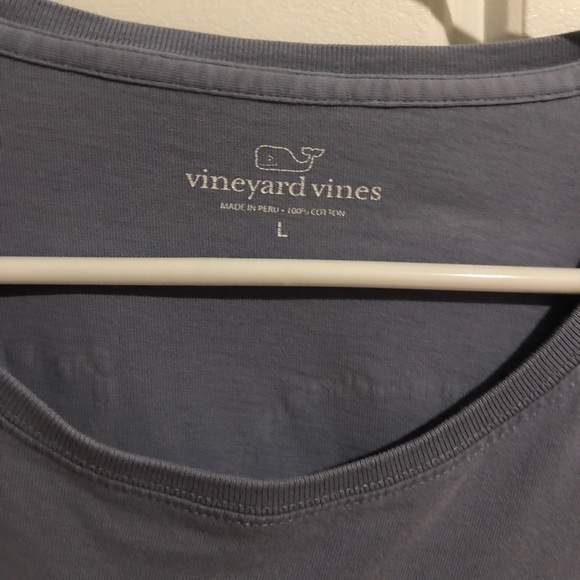 vineyard vines
MADE IN PERU • 100% COTTON
L